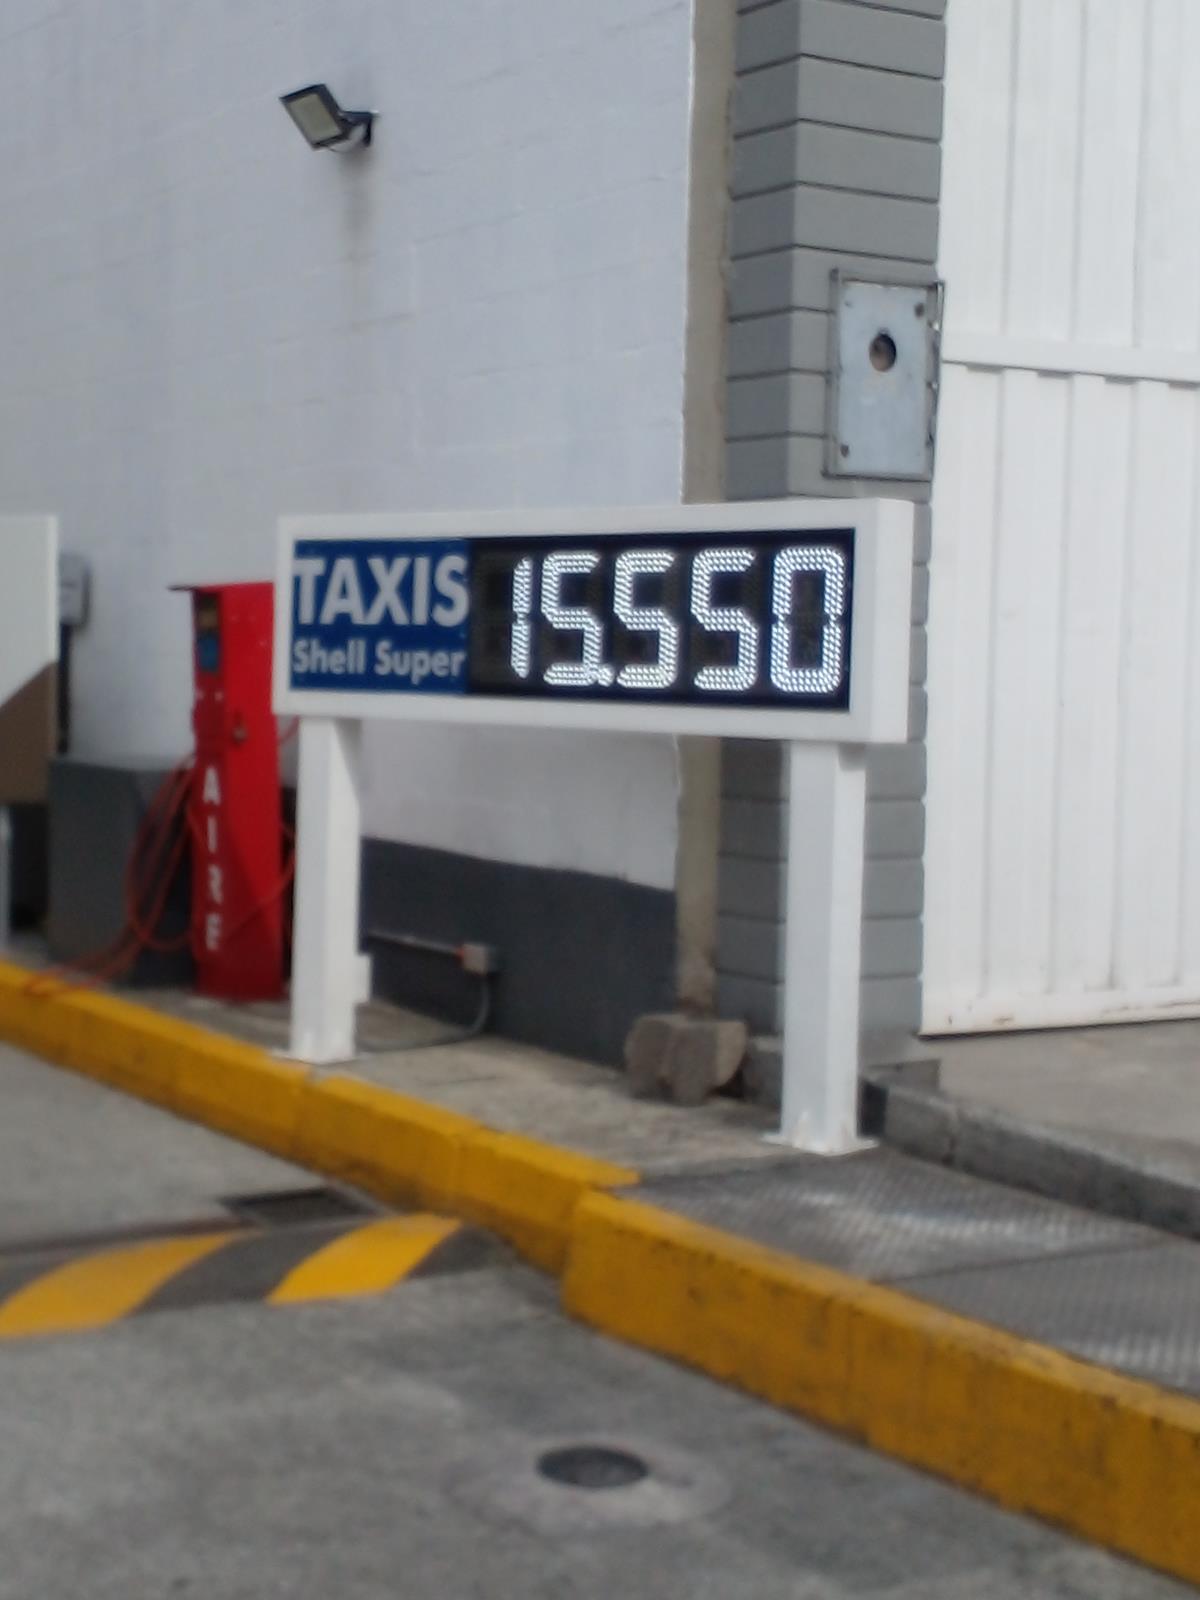 TAXIS
Shell Super
15.550
AIRE